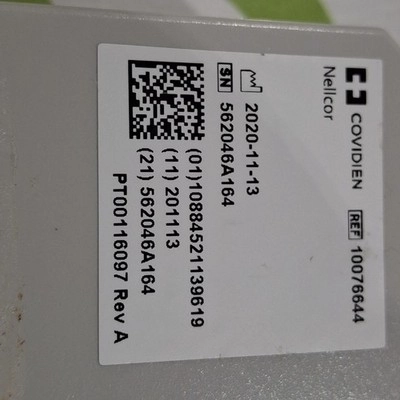 COVIDIEN REF 10076644
Nellcor
2020-11-13
SN 562046A164
(01)10884521139619
(11) 201113
(21) 562046A164
PT00116097 Rev A